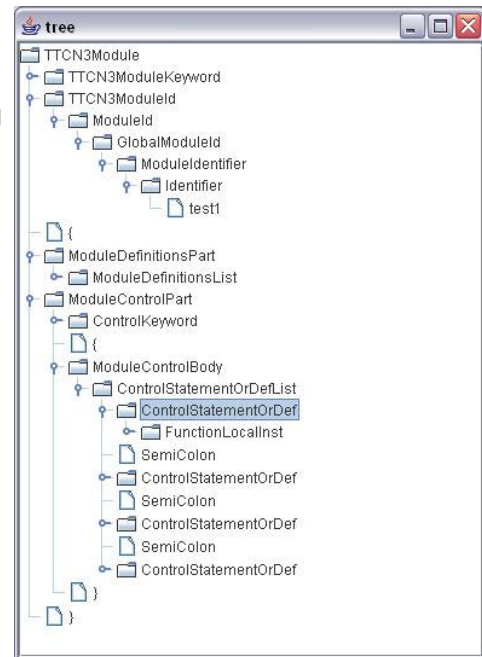 tree
TTCN3Module
TTCN3ModuleKeyword
TTCN3ModuleId
ModuleId
GlobalModuleId
ModuleIdentifier
Identifier
test1
{
ModuleDefinitionsPart
ModuleDefinitionsList
ModuleControlPart
ControlKeyword
{
ModuleControlBody
ControlStatementOrDefList
ControlStatementOrDef
FunctionLocalInst
SemiColon
ControlStatementOrDef
SemiColon
ControlStatementOrDef
SemiColon
ControlStatementOrDef
}
}